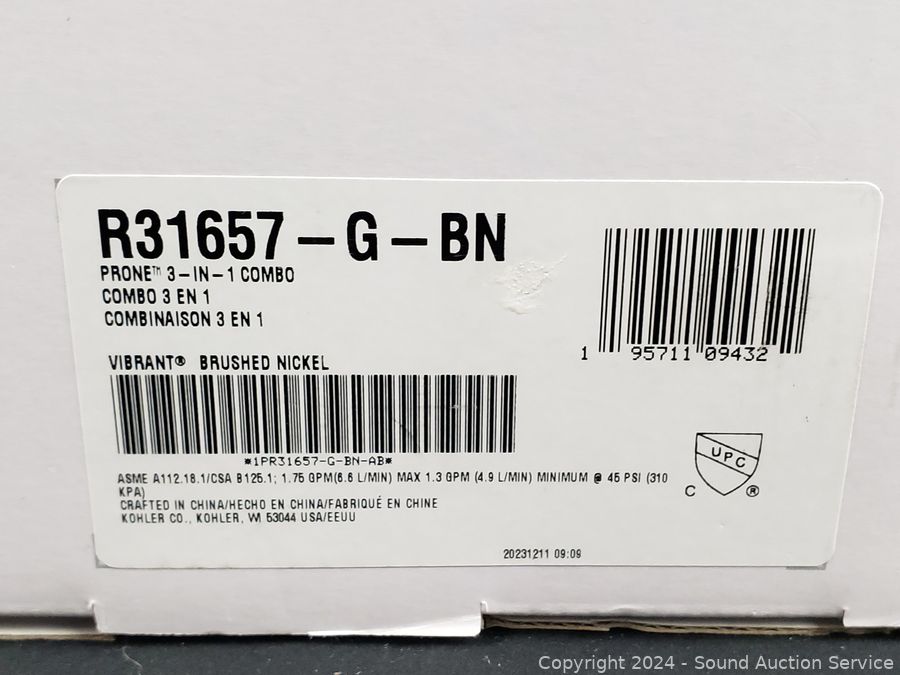 R31657-G-BN
PRONE™ 3-IN-1 COMBO
COMBO 3 EN 1
COMBINAISON 3 EN 1
VIBRANT® BRUSHED NICKEL
*1PR31657-G-BN-AB*
1 95711 09432
ASME A112.18.1/CSA B125.1; 1.75 GPM(6.6 L/MIN) MAX 1.3 GPM (4.9 L/MIN) MINIMUM @ 45 PSI (310
KPA)
CRAFTED IN CHINA/HECHO EN CHINA/FABRIQUÉ EN CHINE
KOHLER CO., KOHLER, WI 53044 USA/EEUU
UPC
C ®
20231211 09:09
Copyright 2024 - Sound Auction Service